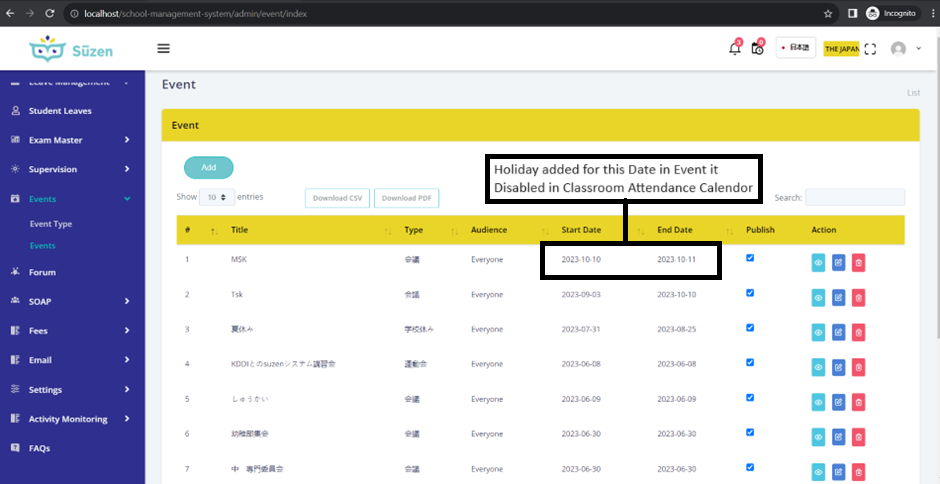 localhost/school-management-system/admin/event/index
Incognito
Sūzen
3
0
日本語
THE JAPAN
Leave Management
Student Leaves
Exam Master
Supervision
Events
Event Type
Events
Forum
SOAP
Fees
Email
Settings
Activity Monitoring
FAQs
Event
List
Event
Add
Holiday added for this Date in Event it
Disabled in Classroom Attendance Calendor
Show 10 entries
Download CSV Download PDF
Search:
# Title Type Audience Start Date End Date Publish Action
1 MSK 会議 Everyone 2023-10-10 2023-10-11
2 Tsk 会議 Everyone 2023-09-03 2023-10-10
3 夏休み 学校休み Everyone 2023-07-31 2023-08-25
4 KDDIとのsuzenシステム講習会 運動会 Everyone 2023-06-08 2023-06-08
5 しゅうかい 会議 Everyone 2023-06-09 2023-06-09
6 幼稚部集会 会議 Everyone 2023-06-30 2023-06-30
7 中 専門委員会 会議 Everyone 2023-06-30 2023-06-30